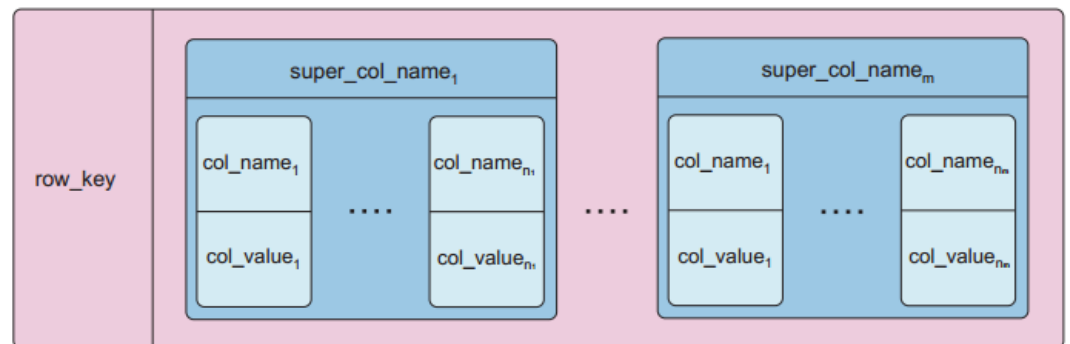 super_col_name₁
super_col_nameₘ
row_key
col_name₁
col_nameₙ₁
col_name₁
col_nameₙₘ
....
....
....
col_value₁
col_valueₙ₁
col_value₁
col_valueₙₘ